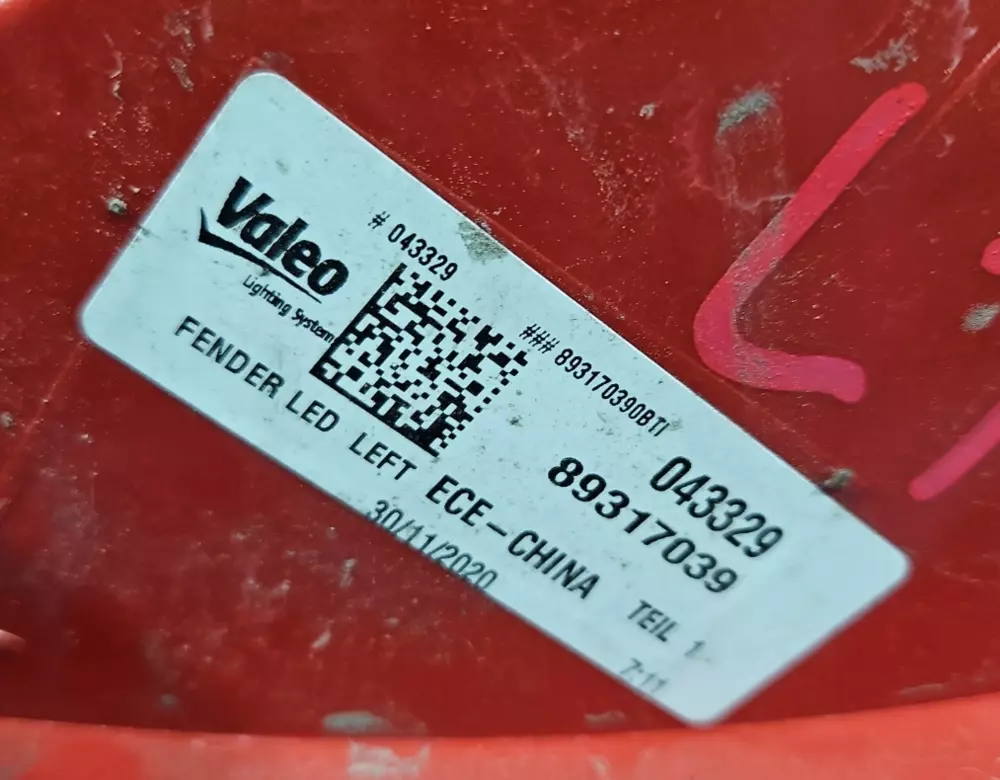 Valeo
Lighting System
# 043329
### 89317039OBTI
043329
89317039
FENDER LED LEFT ECE-CHINA TEIL 1
30/11/2020 7:11
L